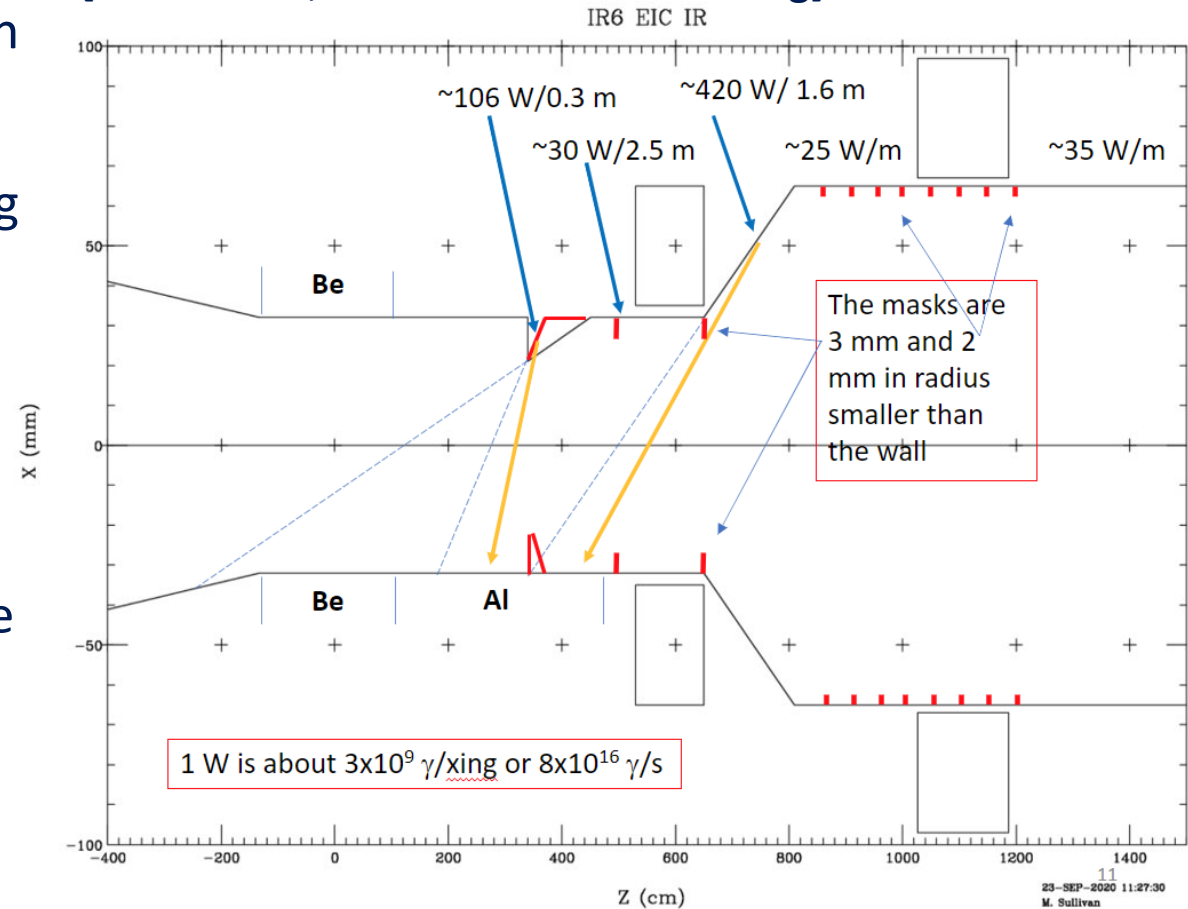 IR6 EIC IR
~106 W/0.3 m
~420 W/ 1.6 m
~30 W/2.5 m
~25 W/m
~35 W/m
Be
The masks are
3 mm and 2
mm in radius
smaller than
the wall
Be
Al
1 W is about 3x10⁹ γ/xing or 8x10¹⁶ γ/s
X (mm)
100
50
0
−50
−100
−400
−200
0
200
400
600
800
1000
1200
1400
Z (cm)
11
23-SEP-2020 11:27:30
M. Sullivan